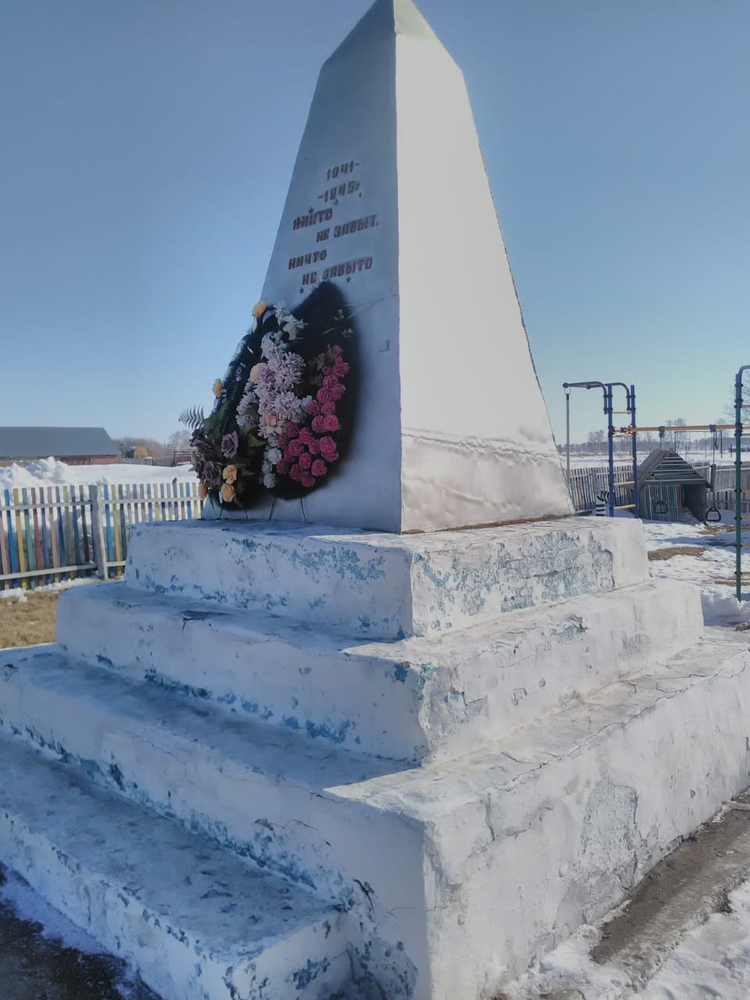 1941-
-1945г.
НИКТО
НЕ ЗАБЫТ,
НИЧТО
НЕ ЗАБЫТО